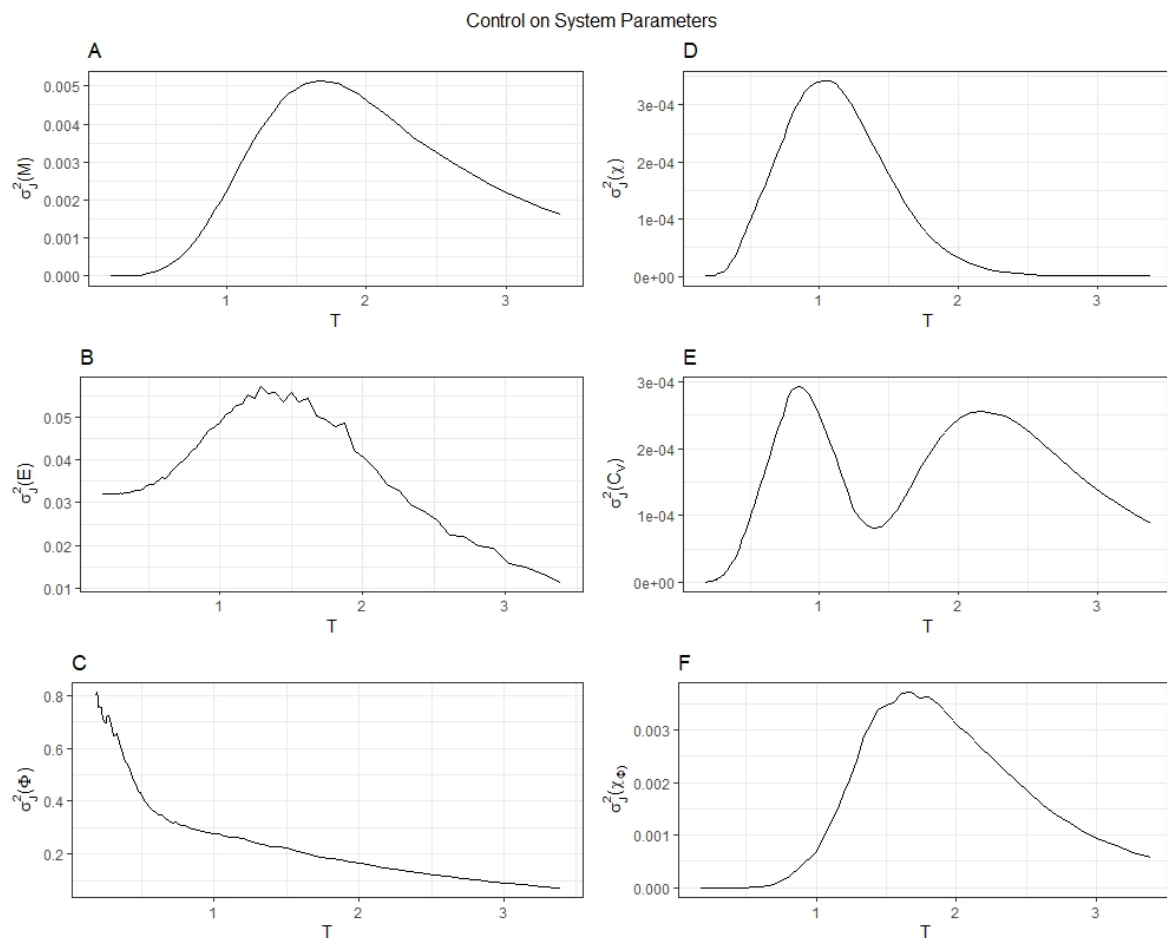 Control on System Parameters
A
0.005
0.004
0.003
0.002
0.001
0.000
σ²J(M)
1 2 3
T
D
3e-04
2e-04
1e-04
0e+00
σ²J(χ)
1 2 3
T
B
0.05
0.04
0.03
0.02
0.01
σ²J(E)
1 2 3
T
E
3e-04
2e-04
1e-04
0e+00
σ²J(CV)
1 2 3
T
C
0.8
0.6
0.4
0.2
σ²J(Φ)
1 2 3
T
F
0.003
0.002
0.001
0.000
σ²J(χΦ)
1 2 3
T